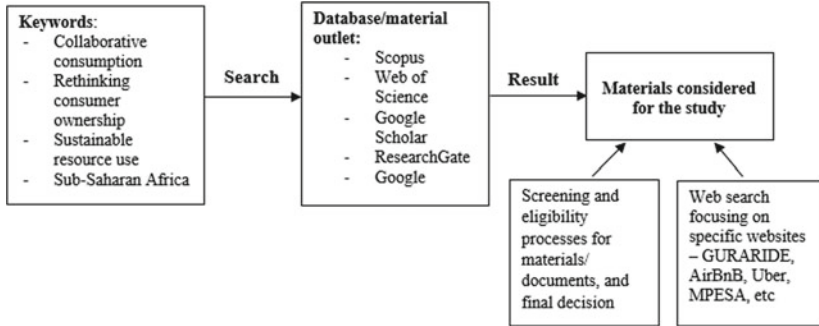 Keywords:
- Collaborative
consumption
- Rethinking
consumer
ownership
- Sustainable
resource use
- Sub-Saharan Africa
Search
Database/material
outlet:
- Scopus
- Web of
Science
- Google
Scholar
- ResearchGate
- Google
Result
Materials considered
for the study
Screening and
eligibility
processes for
materials/
documents, and
final decision
Web search
focusing on
specific websites
– GURARIDE,
AirBnB, Uber,
MPESA, etc